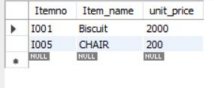 Itemno Item_name unit_price
I001 Biscuit 2000
I005 CHAIR 200
NULL NULL NULL